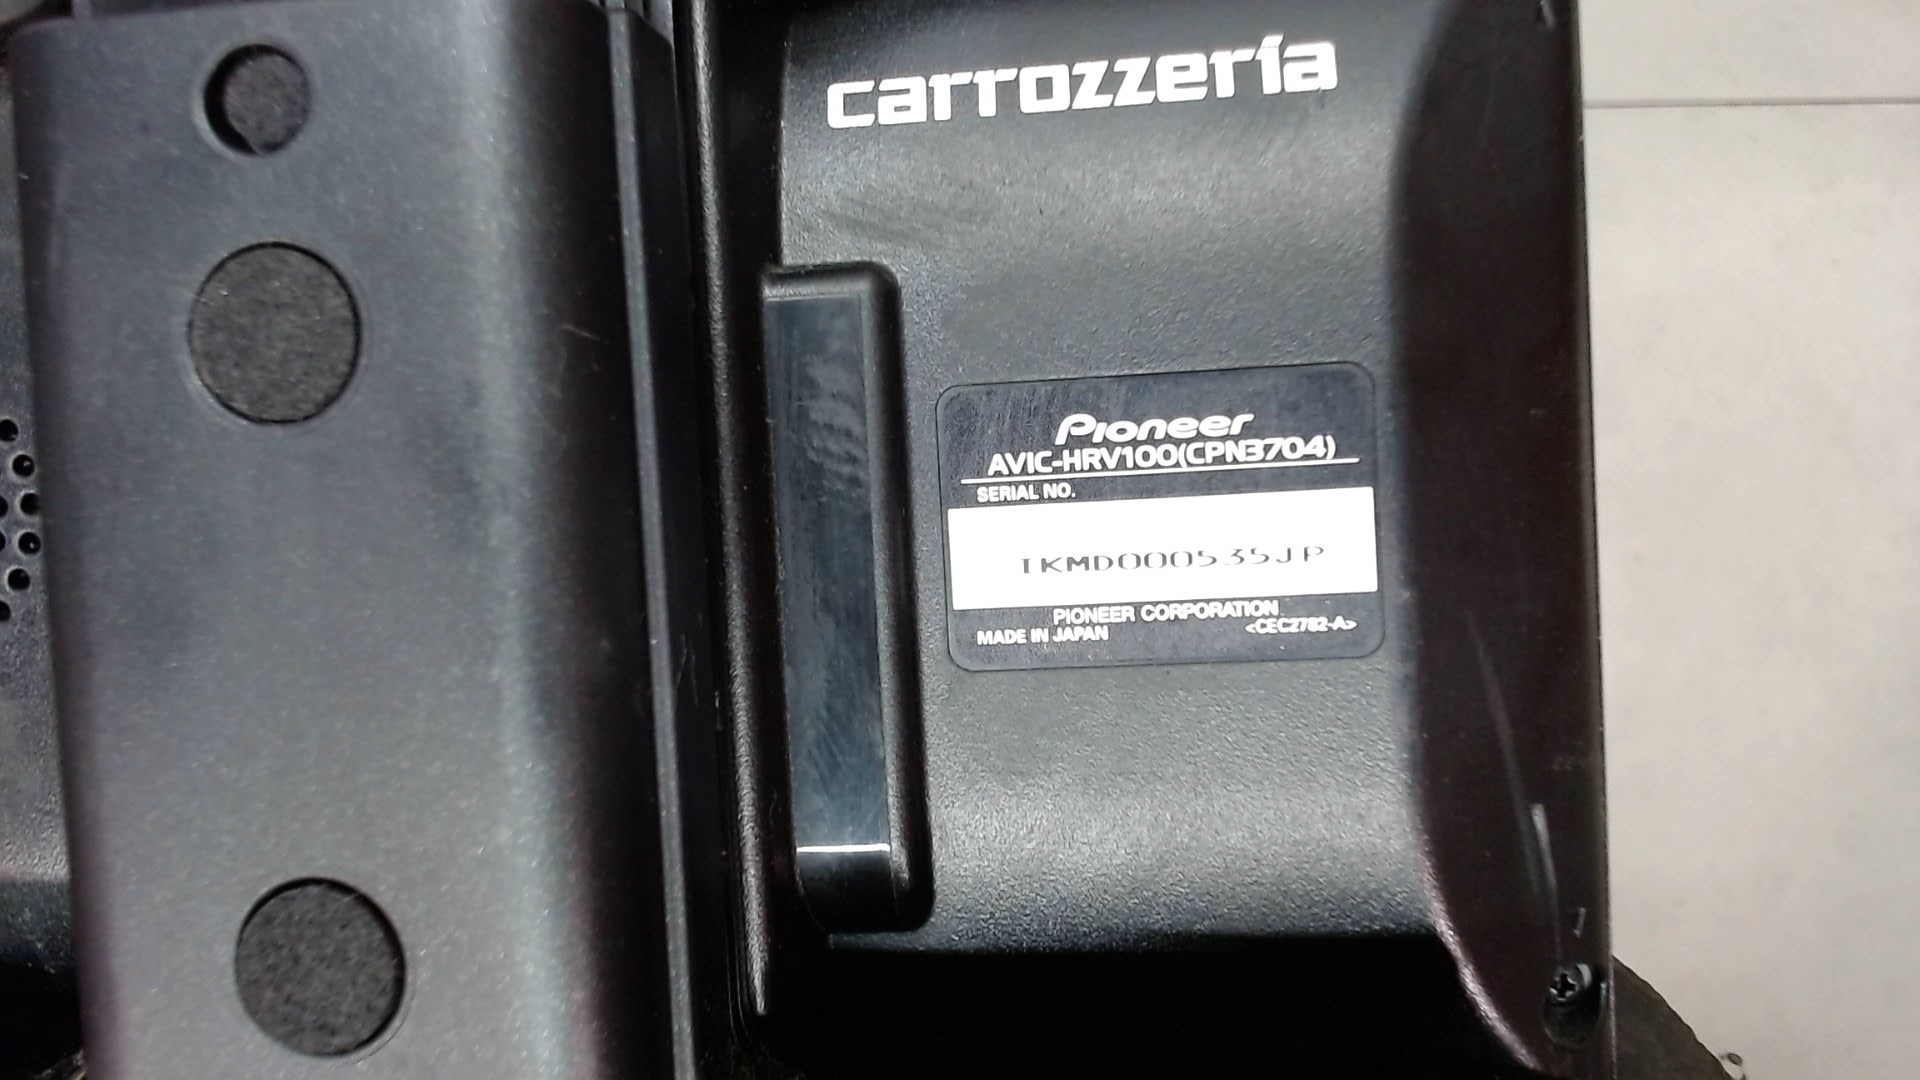 carrozzeria
Pioneer
AVIC-HRV100(CPN3704)
SERIAL NO.
IKMD000535JP
PIONEER CORPORATION
MADE IN JAPAN <CEC2782-A>